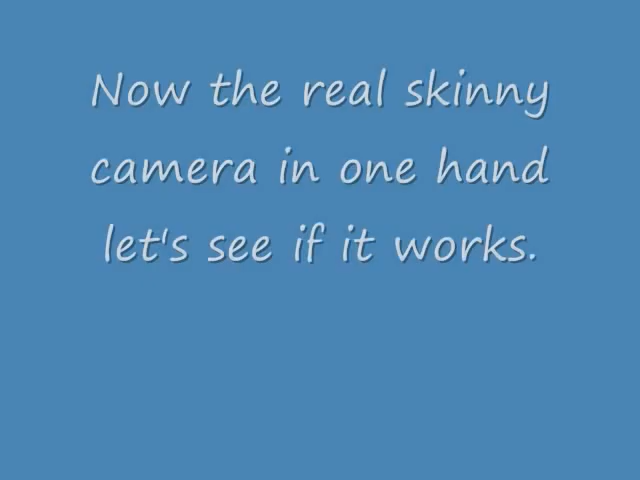 Now the real skinny
camera in one hand
let's see if it works.